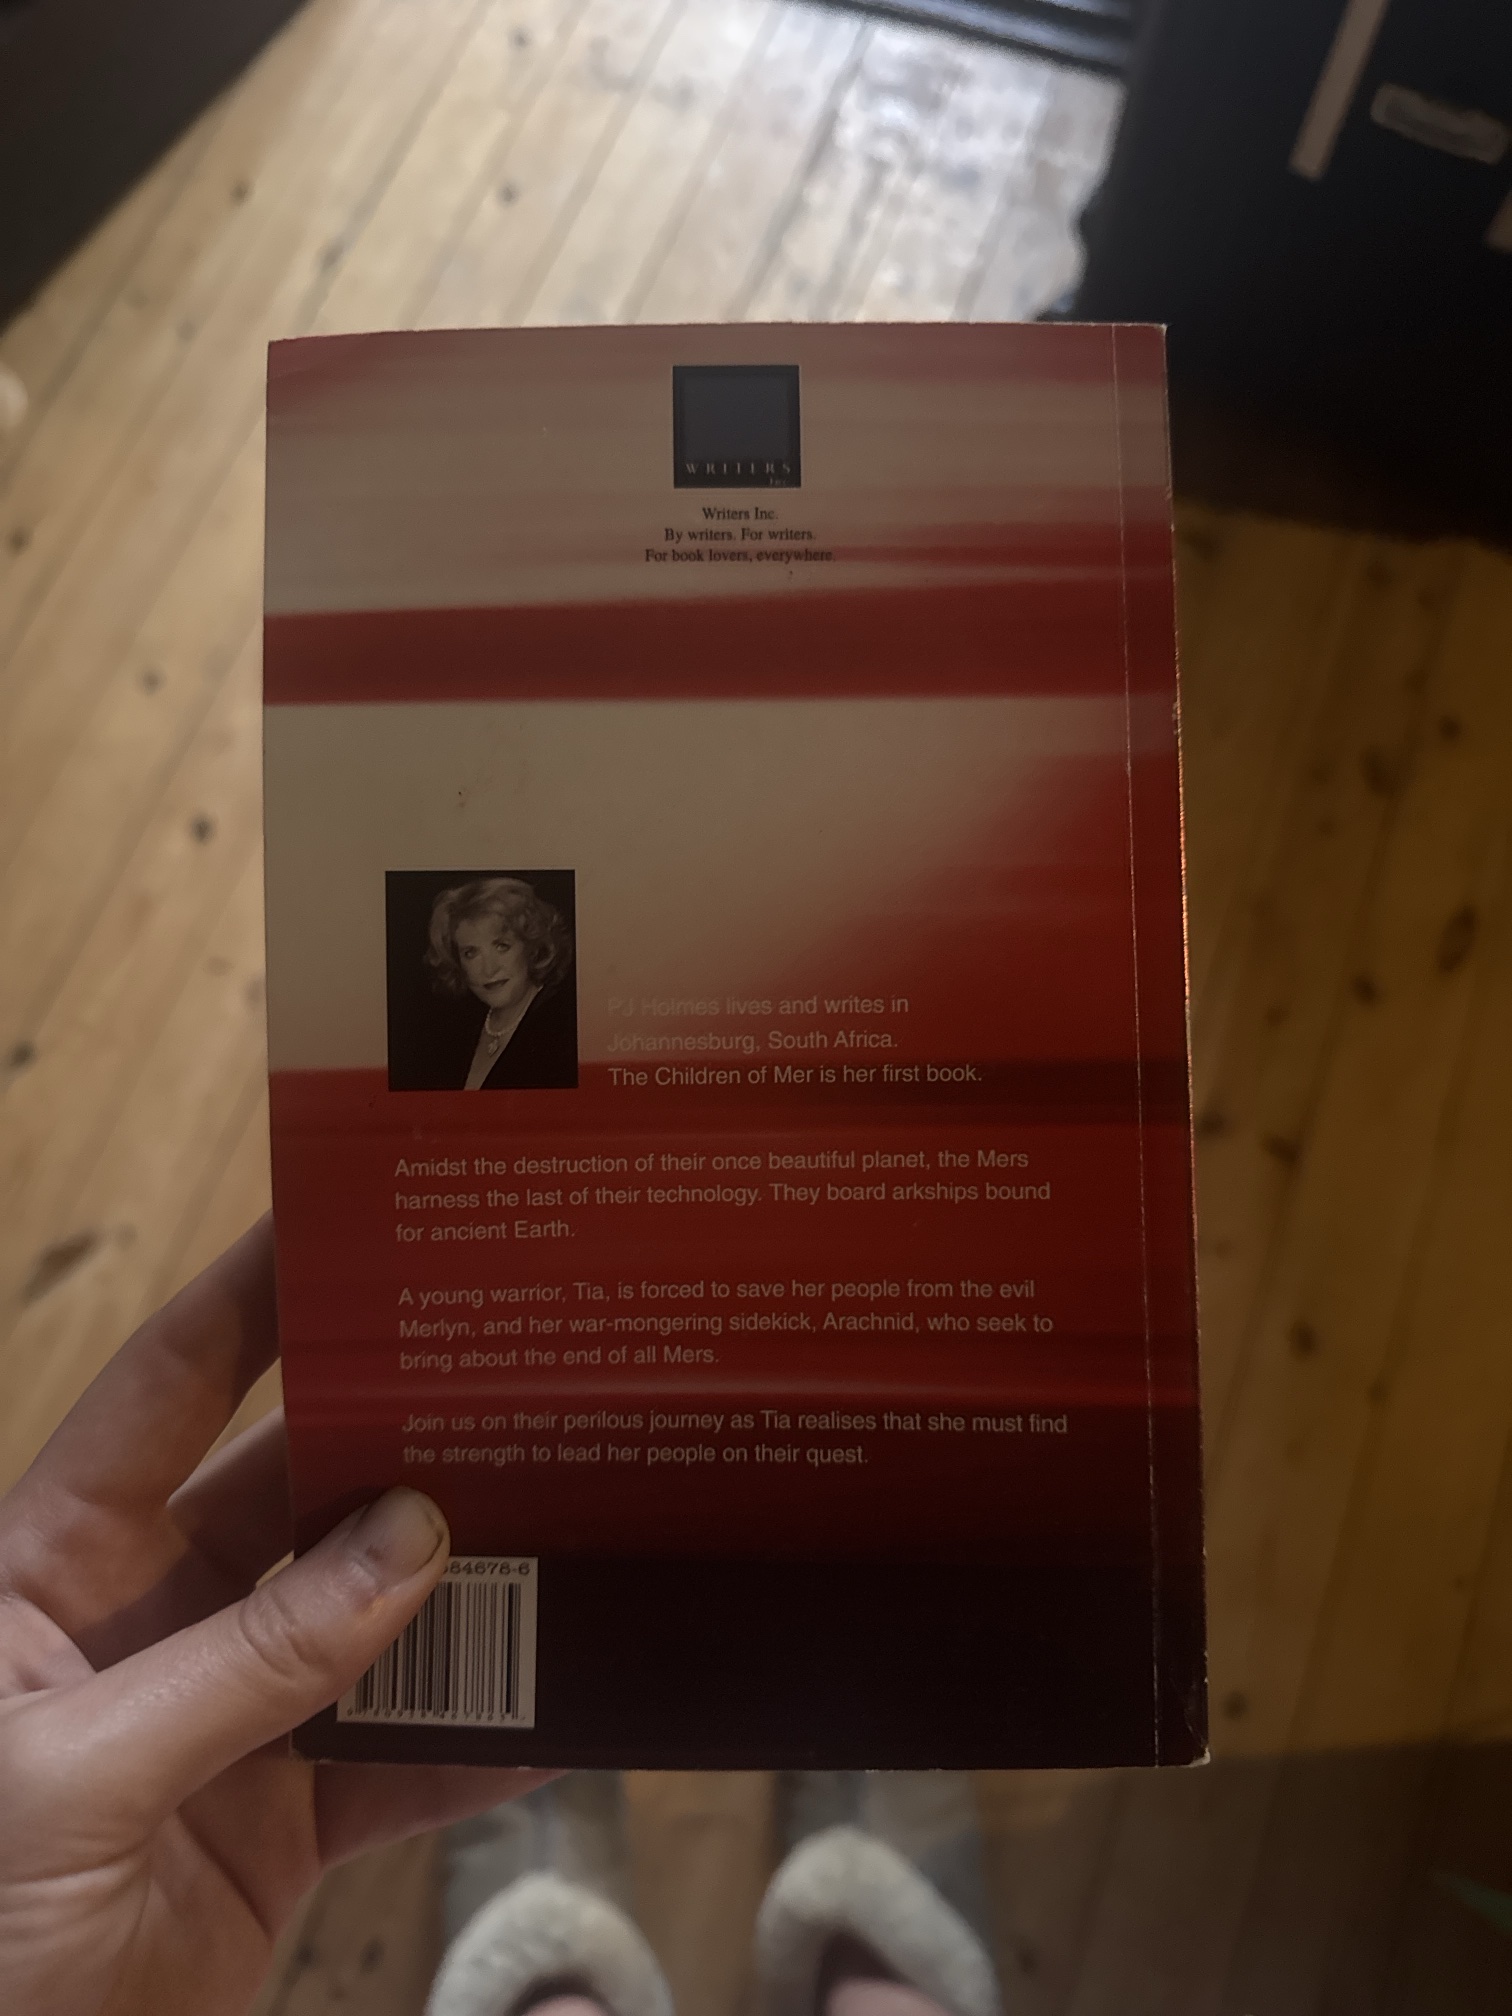 WRITERS
Inc.
Writers Inc.
By writers. For writers.
For book lovers, everywhere.
PJ Holmes lives and writes in
Johannesburg, South Africa.
The Children of Mer is her first book.
Amidst the destruction of their once beautiful planet, the Mers
harness the last of their technology. They board arkships bound
for ancient Earth.
A young warrior, Tia, is forced to save her people from the evil
Merlyn, and her war-mongering sidekick, Arachnid, who seek to
bring about the end of all Mers.
Join us on their perilous journey as Tia realises that she must find
the strength to lead her people on their quest.
84678-6